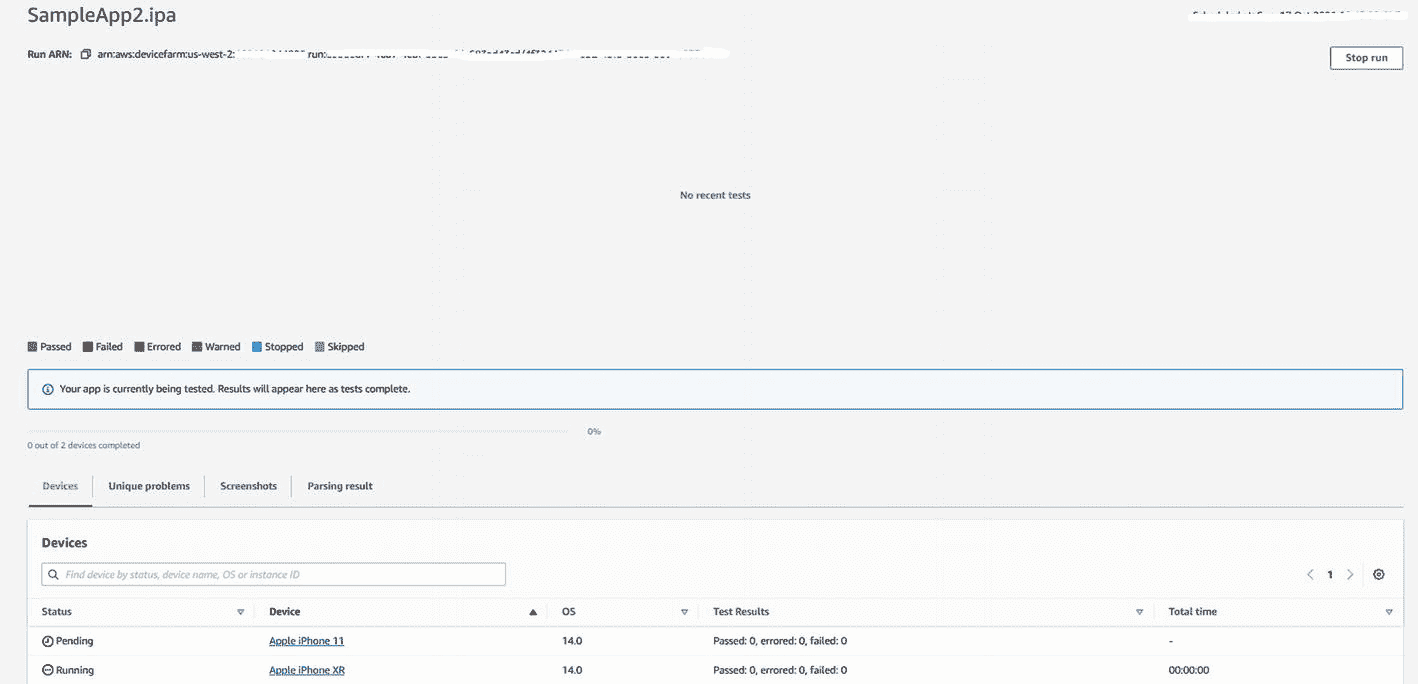 SampleApp2.ipa
Run ARN: arn:aws:devicefarm:us-west-2: run:
Stop run
No recent tests
Passed Failed Errored Warned Stopped Skipped
Your app is currently being tested. Results will appear here as tests complete.
0%
0 out of 2 devices completed
Devices Unique problems Screenshots Parsing result
Devices
Find device by status, device name, OS or instance ID
1
Status Device OS Test Results Total time
Pending Apple iPhone 11 14.0 Passed: 0, errored: 0, failed: 0 -
Running Apple iPhone XR 14.0 Passed: 0, errored: 0, failed: 0 00:00:00